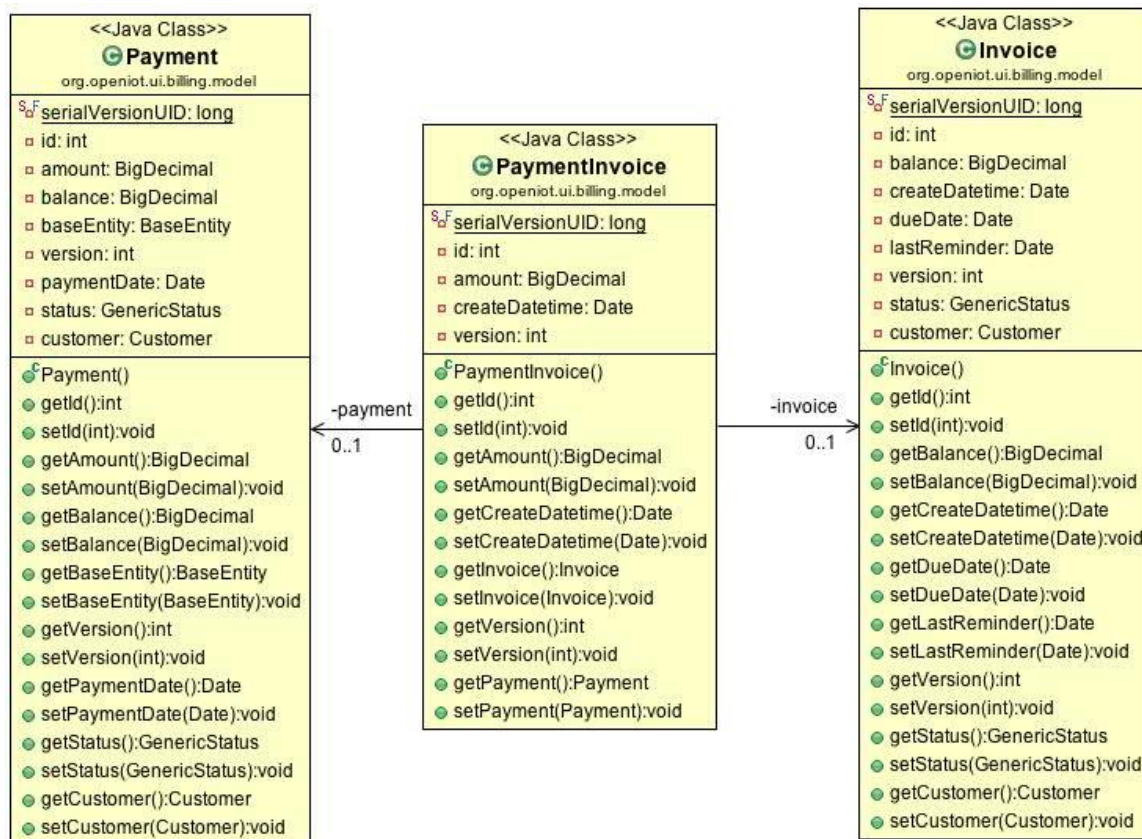 <<Java Class>>
Payment
org.openiot.ui.billing.model
serialVersionUID: long
id: int
amount: BigDecimal
balance: BigDecimal
baseEntity: BaseEntity
version: int
paymentDate: Date
status: GenericStatus
customer: Customer
Payment()
getId():int
setId(int):void
getAmount():BigDecimal
setAmount(BigDecimal):void
getBalance():BigDecimal
setBalance(BigDecimal):void
getBaseEntity():BaseEntity
setBaseEntity(BaseEntity):void
getVersion():int
setVersion(int):void
getPaymentDate():Date
setPaymentDate(Date):void
getStatus():GenericStatus
setStatus(GenericStatus):void
getCustomer():Customer
setCustomer(Customer):void
-payment
0..1
<<Java Class>>
PaymentInvoice
org.openiot.ui.billing.model
serialVersionUID: long
id: int
amount: BigDecimal
createDatetime: Date
version: int
PaymentInvoice()
getId():int
setId(int):void
getAmount():BigDecimal
setAmount(BigDecimal):void
getCreateDatetime():Date
setCreateDatetime(Date):void
getInvoice():Invoice
setInvoice(Invoice):void
getVersion():int
setVersion(int):void
getPayment():Payment
setPayment(Payment):void
-invoice
0..1
<<Java Class>>
Invoice
org.openiot.ui.billing.model
serialVersionUID: long
id: int
balance: BigDecimal
createDatetime: Date
dueDate: Date
lastReminder: Date
version: int
status: GenericStatus
customer: Customer
Invoice()
getId():int
setId(int):void
getBalance():BigDecimal
setBalance(BigDecimal):void
getCreateDatetime():Date
setCreateDatetime(Date):void
getDueDate():Date
setDueDate(Date):void
getLastReminder():Date
setLastReminder(Date):void
getVersion():int
setVersion(int):void
getStatus():GenericStatus
setStatus(GenericStatus):void
getCustomer():Customer
setCustomer(Customer):void